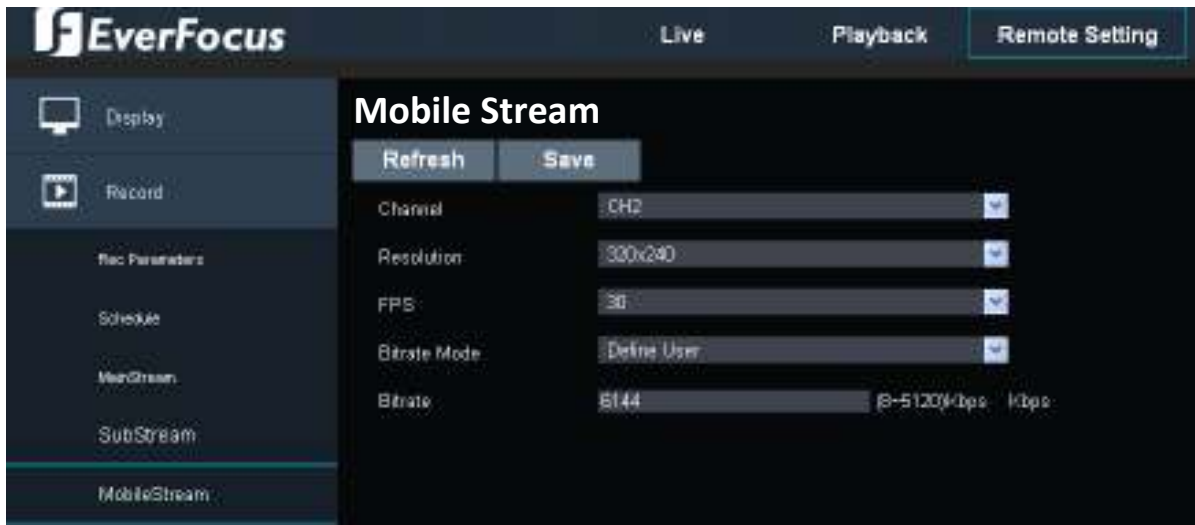 EverFocus
Live Playback Remote Setting
Display
Record
Rec Parameters
Schedule
MainStream
SubStream
MobileStream
Mobile Stream
Refresh Save
Channel CH2
Resolution 320x240
FPS 30
Bitrate Mode Define User
Bitrate 6144 (8~5120)Kbps Kbps